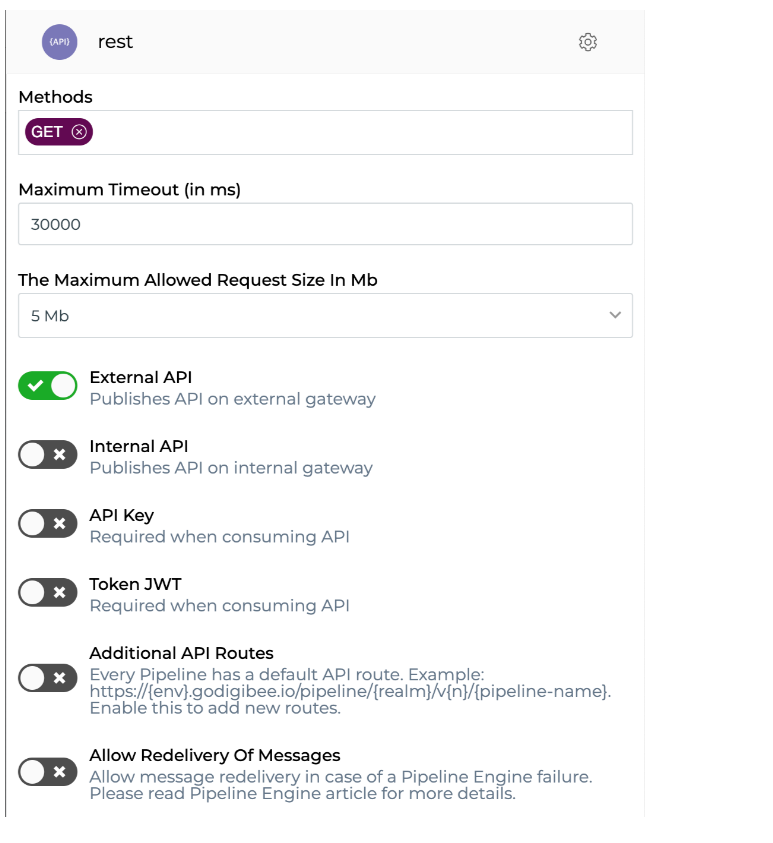 {API} rest
Methods
GET
Maximum Timeout (in ms)
30000
The Maximum Allowed Request Size In Mb
5 Mb
External API
Publishes API on external gateway
Internal API
Publishes API on internal gateway
API Key
Required when consuming API
Token JWT
Required when consuming API
Additional API Routes
Every Pipeline has a default API route. Example:
https://{env}.godigibee.io/pipeline/{realm}/v{n}/{pipeline-name}.
Enable this to add new routes.
Allow Redelivery Of Messages
Allow message redelivery in case of a Pipeline Engine failure.
Please read Pipeline Engine article for more details.